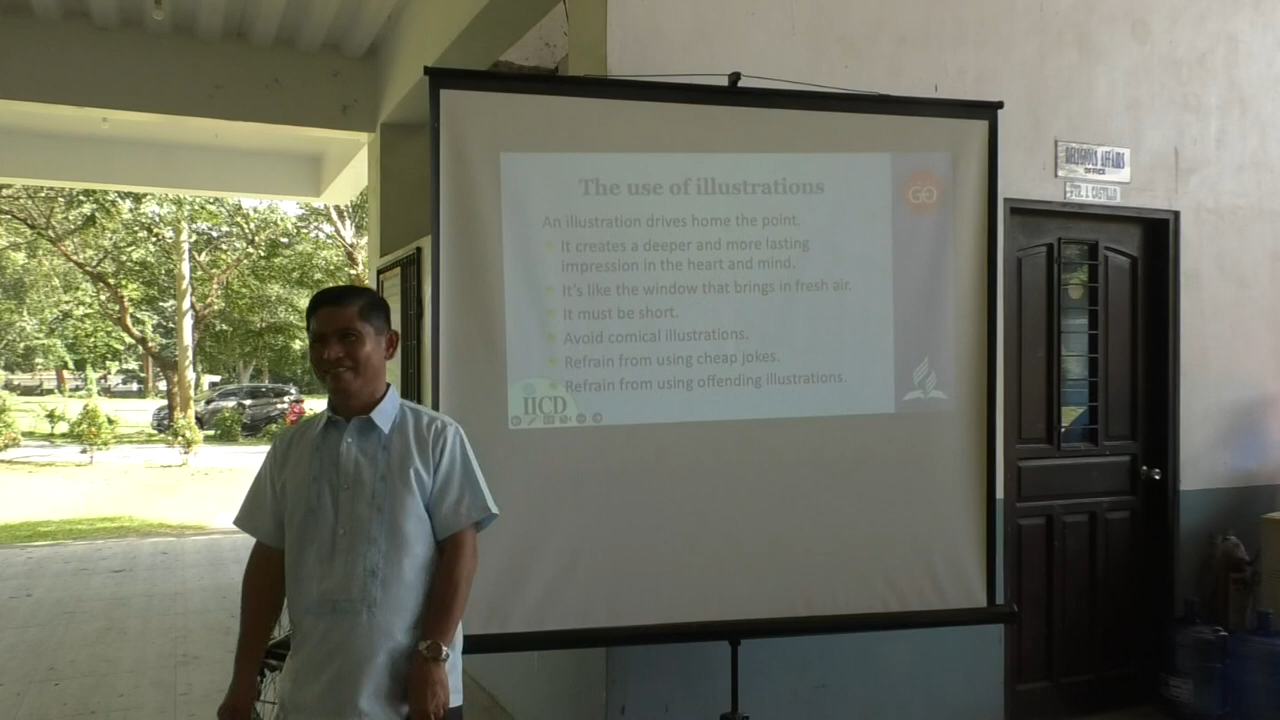 RELIGIOUS AFFAIRS
OFFICE
PTR. J. CASTILLO
The use of illustrations
GO
An illustration drives home the point.
It creates a deeper and more lasting
impression in the heart and mind.
It's like the window that brings in fresh air.
It must be short.
Avoid comical illustrations.
Refrain from using cheap jokes.
Refrain from using offending illustrations.
IICD